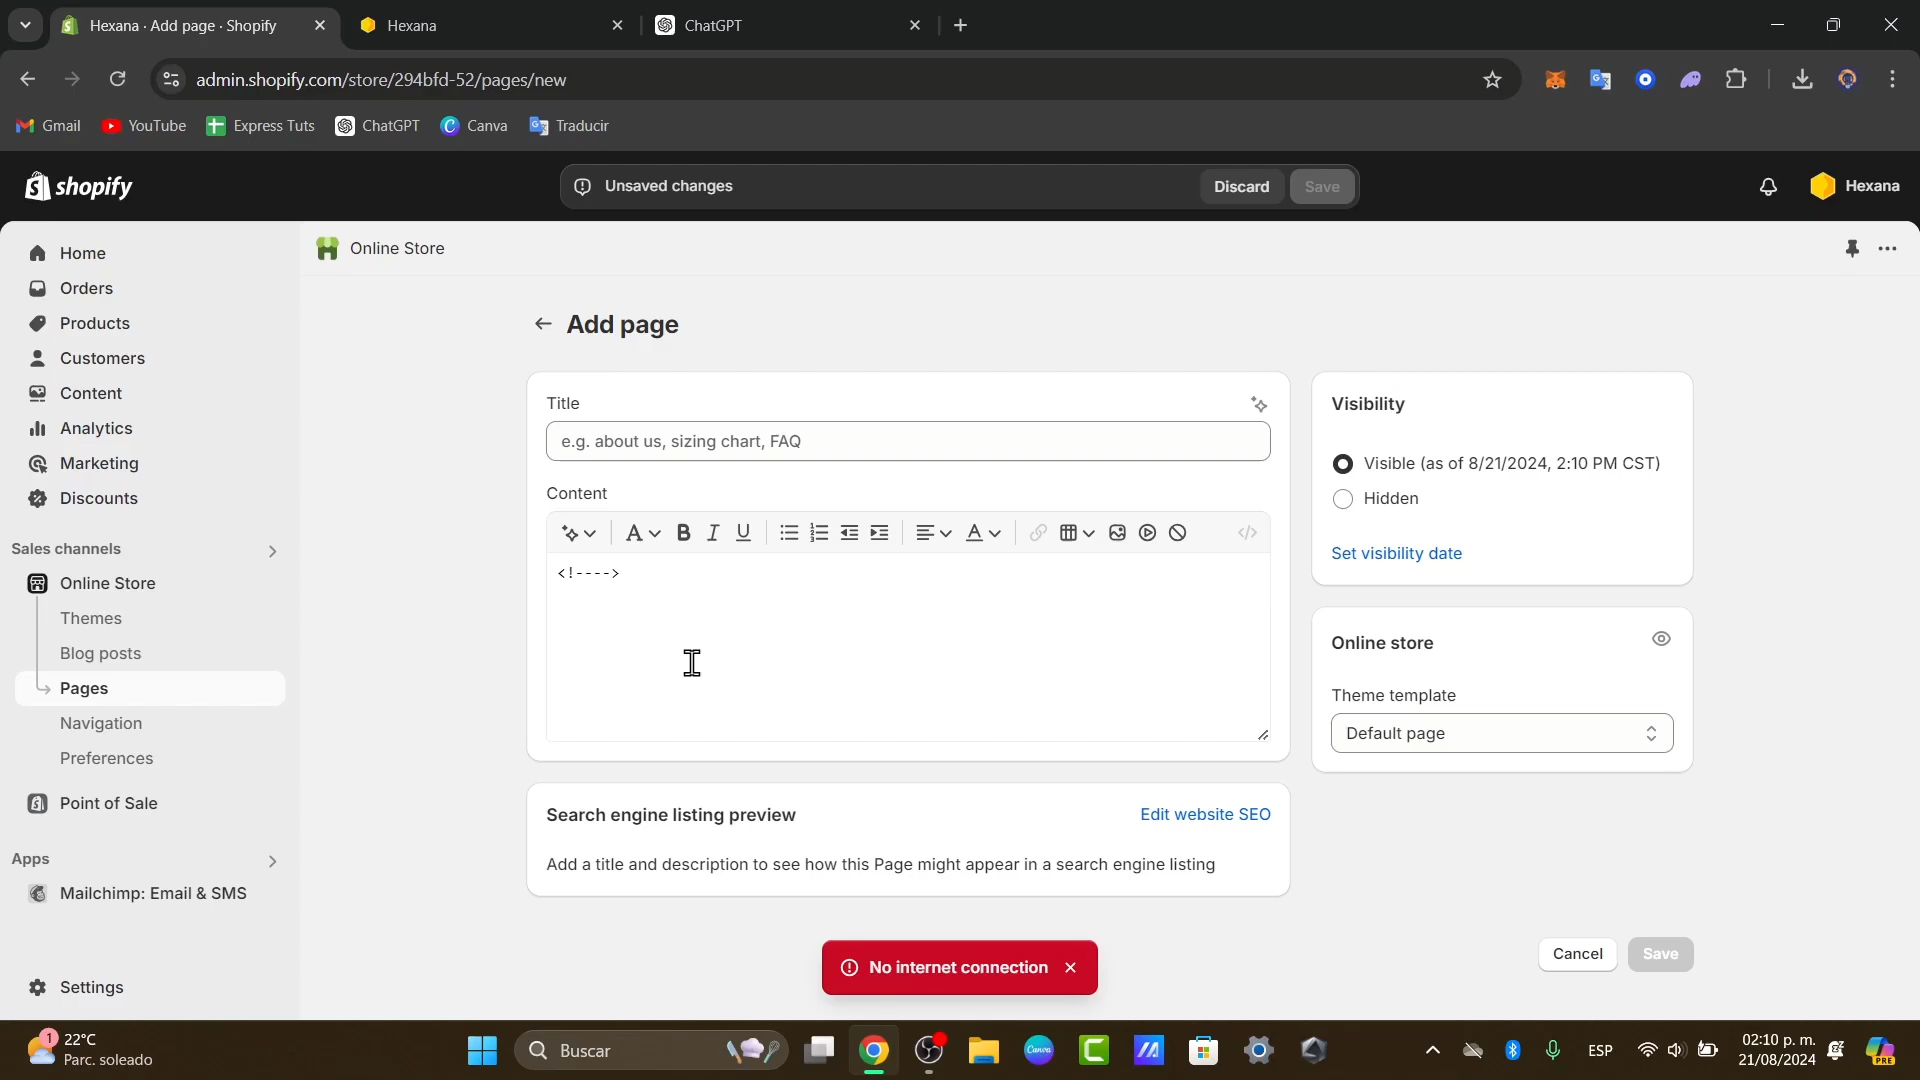 Hexana · Add page · Shopify
Hexana
ChatGPT
admin.shopify.com/store/294bfd-52/pages/new
Gmail
YouTube
Express Tuts
ChatGPT
Canva
Traducir
shopify
Unsaved changes
Discard
Save
Hexana
Home
Orders
Products
Customers
Content
Analytics
Marketing
Discounts
Sales channels
Online Store
Themes
Blog posts
Pages
Navigation
Preferences
Point of Sale
Apps
Mailchimp: Email & SMS
Settings
Online Store
Add page
Title
e.g. about us, sizing chart, FAQ
Content
<!---->
Search engine listing preview
Edit website SEO
Add a title and description to see how this Page might appear in a search engine listing
Visibility
Visible (as of 8/21/2024, 2:10 PM CST)
Hidden
Set visibility date
Online store
Theme template
Default page
No internet connection
Cancel
Save
1
22°C
Parc. soleado
Buscar
Canva
ESP
02:10 p. m.
21/08/2024
PRE